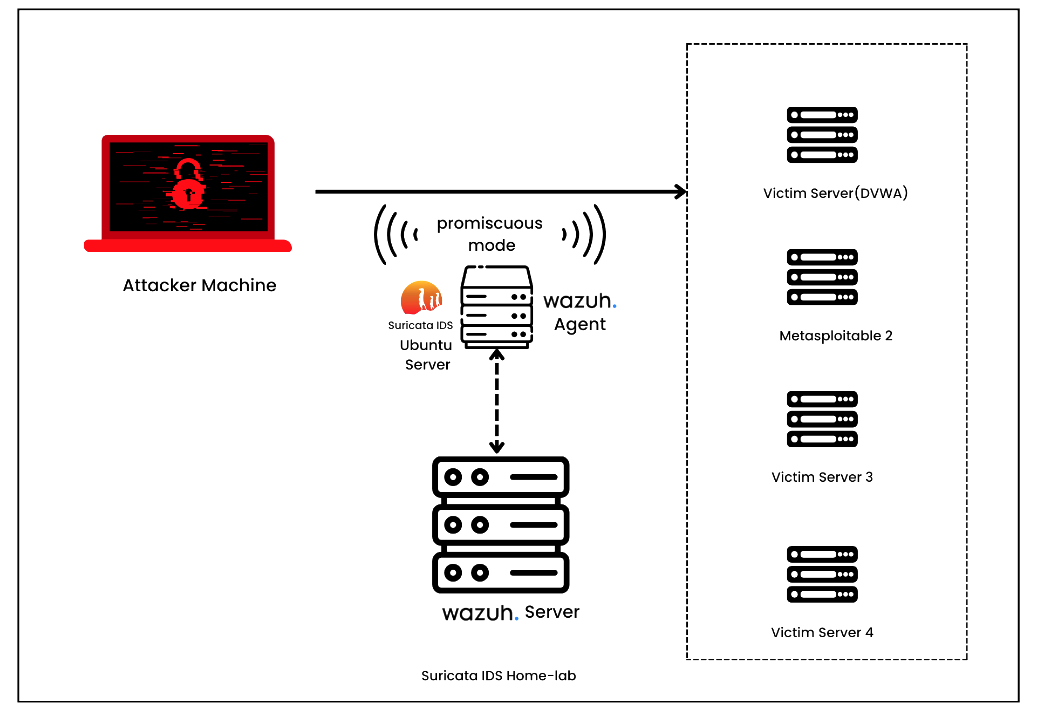 Attacker Machine
promiscuous
mode
Suricata IDS
Ubuntu
Server
wazuh.
Agent
wazuh. Server
Victim Server(DVWA)
Metasploitable 2
Victim Server 3
Victim Server 4
Suricata IDS Home-lab